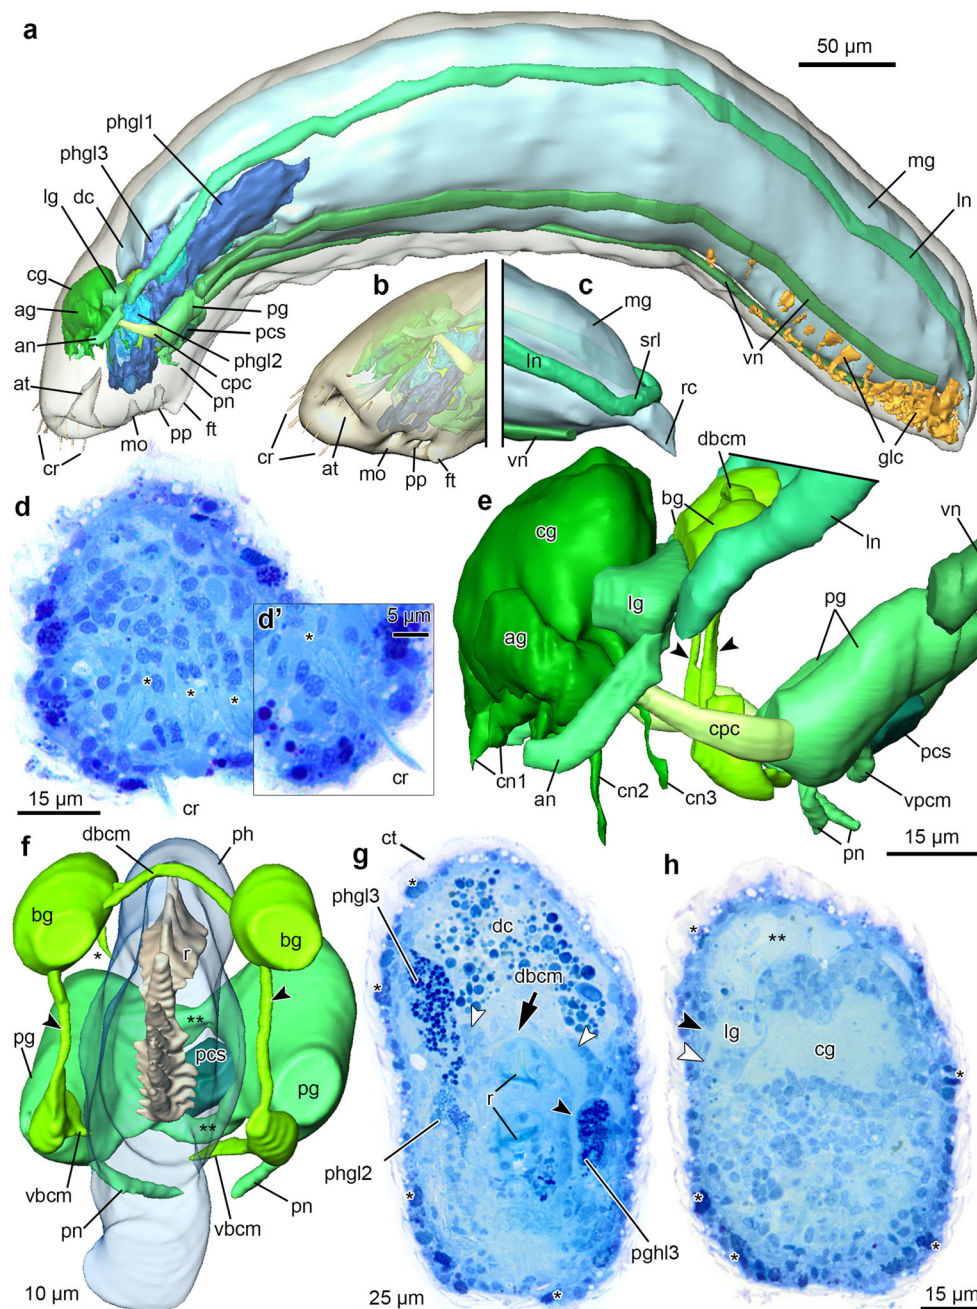 a
50 µm
phgl1
phgl3
lg
dc
cg
ag
an
at
cr
mo
pp
ft
pn
cpc
phgl2
pcs
pg
mg
ln
vn
glc
b
cr
at
mo
pp
ft
c
mg
srl
ln
rc
vn
d
* * *
15 µm
cr
d'
*
5 µm
cr
e
dbcm
bg
cg
lg
ln
vn
pg
ag
cpc
pcs
cn1
an
cn2
cn3
vpcm
pn
15 µm
f
dbcm
ph
bg
bg
r
*
**
pcs
pg
pg
**
vbcm
vbcm
pn
pn
10 µm
g
ct
*
phgl3
dc
*
dbcm
r
phgl2
pghl3
*
*
25 µm
h
*
**
lg
cg
*
*
*
*
15 µm